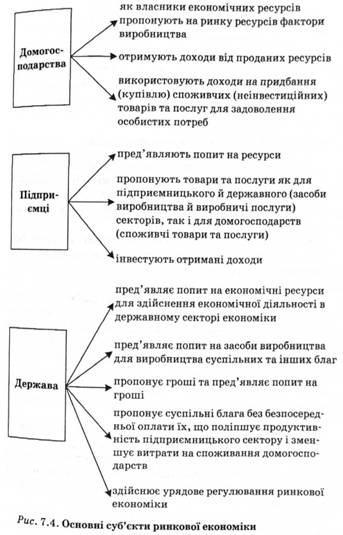 як власники економічних ресурсів
пропонують на ринку ресурсів фактори
виробництва
Домогос-
подарства
отримують доходи від проданих ресурсів
використовують доходи на придбання
(купівлю) споживчих (неінвестиційних)
товарів та послуг для задоволення
особистих потреб
пред’являють попит на ресурси
Підпри-
ємці
пропонують товари та послуги як для
підприємницького й державного (засоби
виробництва й виробничі послуги)
секторів, так і для домогосподарств
(споживчі товари та послуги)
інвестують отримані доходи
пред’являє попит на економічні ресурси
для здійснення економічної діяльності в
державному секторі економіки
пред’являє попит на засоби виробництва
для виробництва суспільних та інших благ
Держава
пропонує гроші та пред’являє попит на
гроші
пропонує суспільні блага без безпосеред-
ньої оплати їх, що поліпшує продуктив-
ність підприємницького сектору і змен-
шує витрати на споживання домогоспо-
дарств
здійснює урядове регулювання ринкової
економіки
Рис. 7.4. Основні суб’єкти ринкової економіки